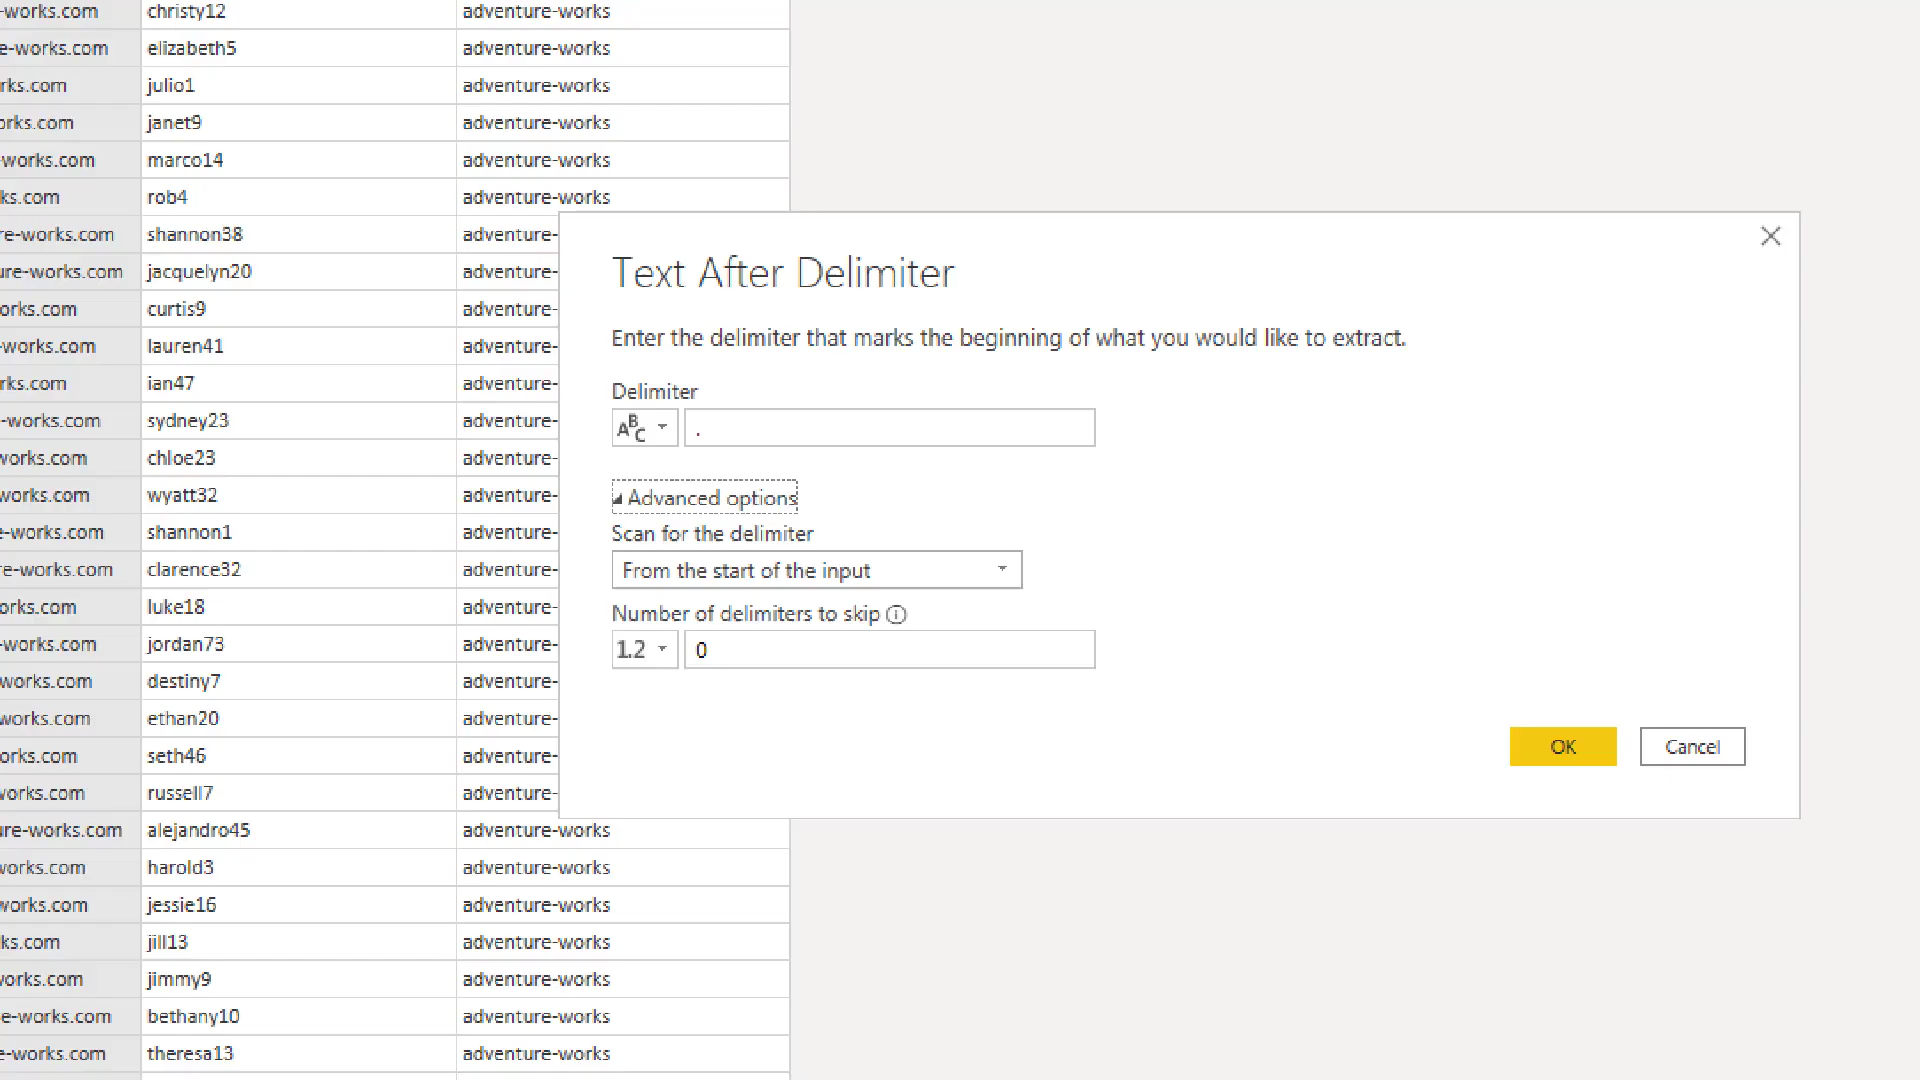 -works.com christy12 adventure-works
e-works.com elizabeth5 adventure-works
rks.com julio1 adventure-works
orks.com janet9 adventure-works
-works.com marco14 adventure-works
ks.com rob4 adventure-works
re-works.com shannon38 adventure-
ure-works.com jacquelyn20 adventure-
orks.com curtis9 adventure-
-works.com lauren41 adventure-
rks.com ian47 adventure-
-works.com sydney23 adventure-
works.com chloe23 adventure-
works.com wyatt32 adventure-
e-works.com shannon1 adventure-
re-works.com clarence32 adventure-
orks.com luke18 adventure-
-works.com jordan73 adventure-
works.com destiny7 adventure-
works.com ethan20 adventure-
orks.com seth46 adventure-
works.com russell7 adventure-
ure-works.com alejandro45 adventure-works
works.com harold3 adventure-works
works.com jessie16 adventure-works
ks.com jill13 adventure-works
vorks.com jimmy9 adventure-works
e-works.com bethany10 adventure-works
e-works.com theresa13 adventure-works
Text After Delimiter
Enter the delimiter that marks the beginning of what you would like to extract.
Delimiter
ABC .
Advanced options
Scan for the delimiter
From the start of the input
Number of delimiters to skip
1.2 0
OK Cancel